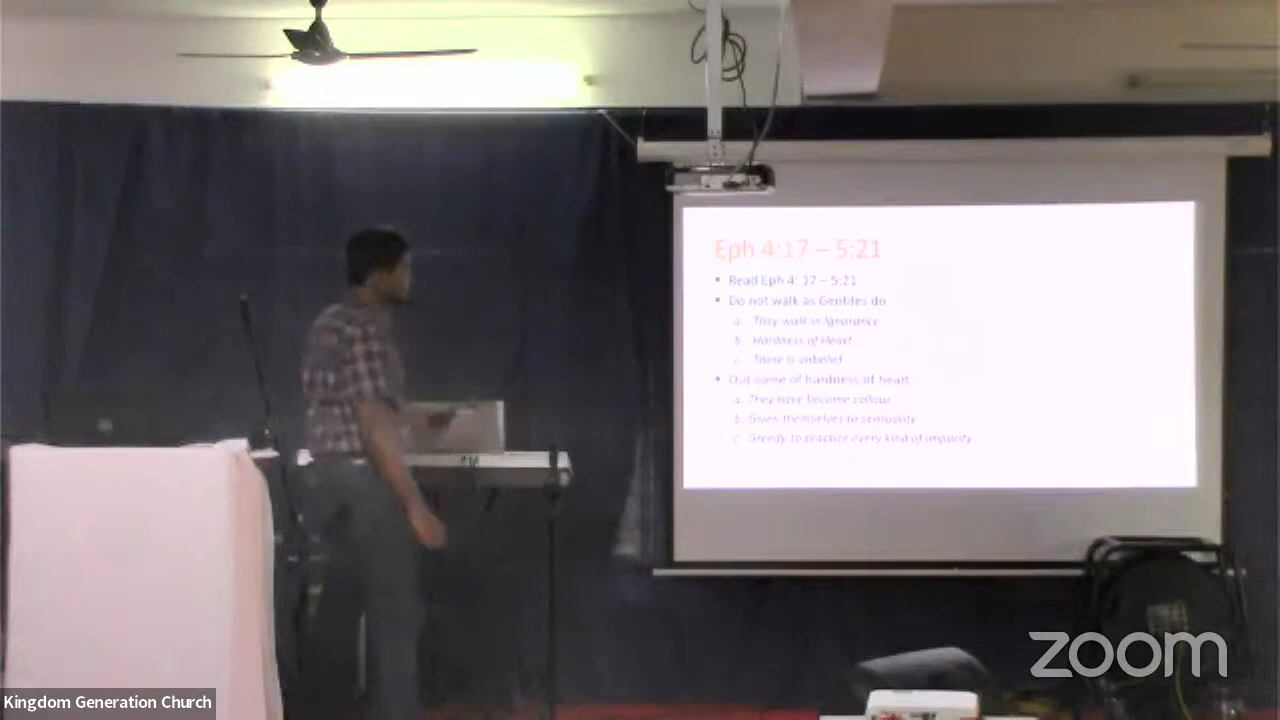 Eph 4:17 – 5:21
Read Eph 4: 17 – 5:21
Do not walk as Gentiles do
a. They walk in Ignorance
b. Hardness of Heart
c. There is unbelief
Out come of hardness of heart
a. They have become callous
b. Given themselves to sensuality
c. Greedy to practice every kind of impurity
zoom
Kingdom Generation Church